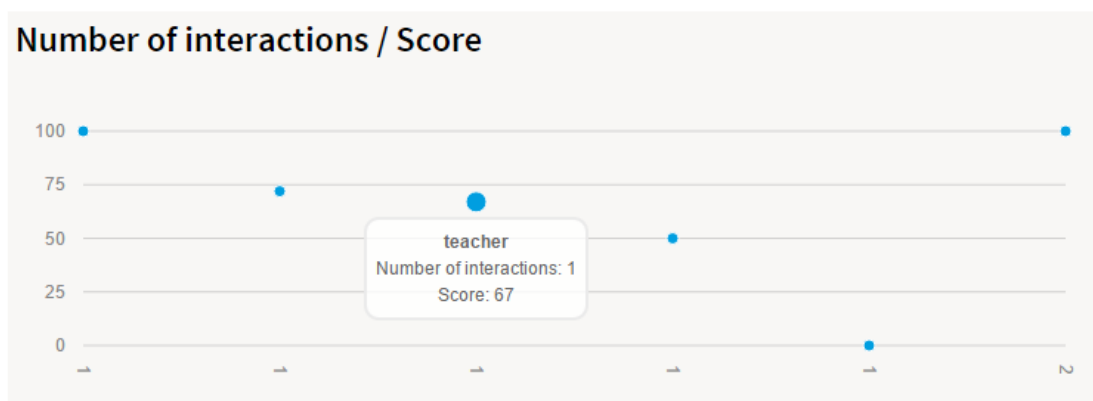 Number of interactions / Score
100
75
50
25
0
teacher
Number of interactions: 1
Score: 67
1 1 1 1 1 2